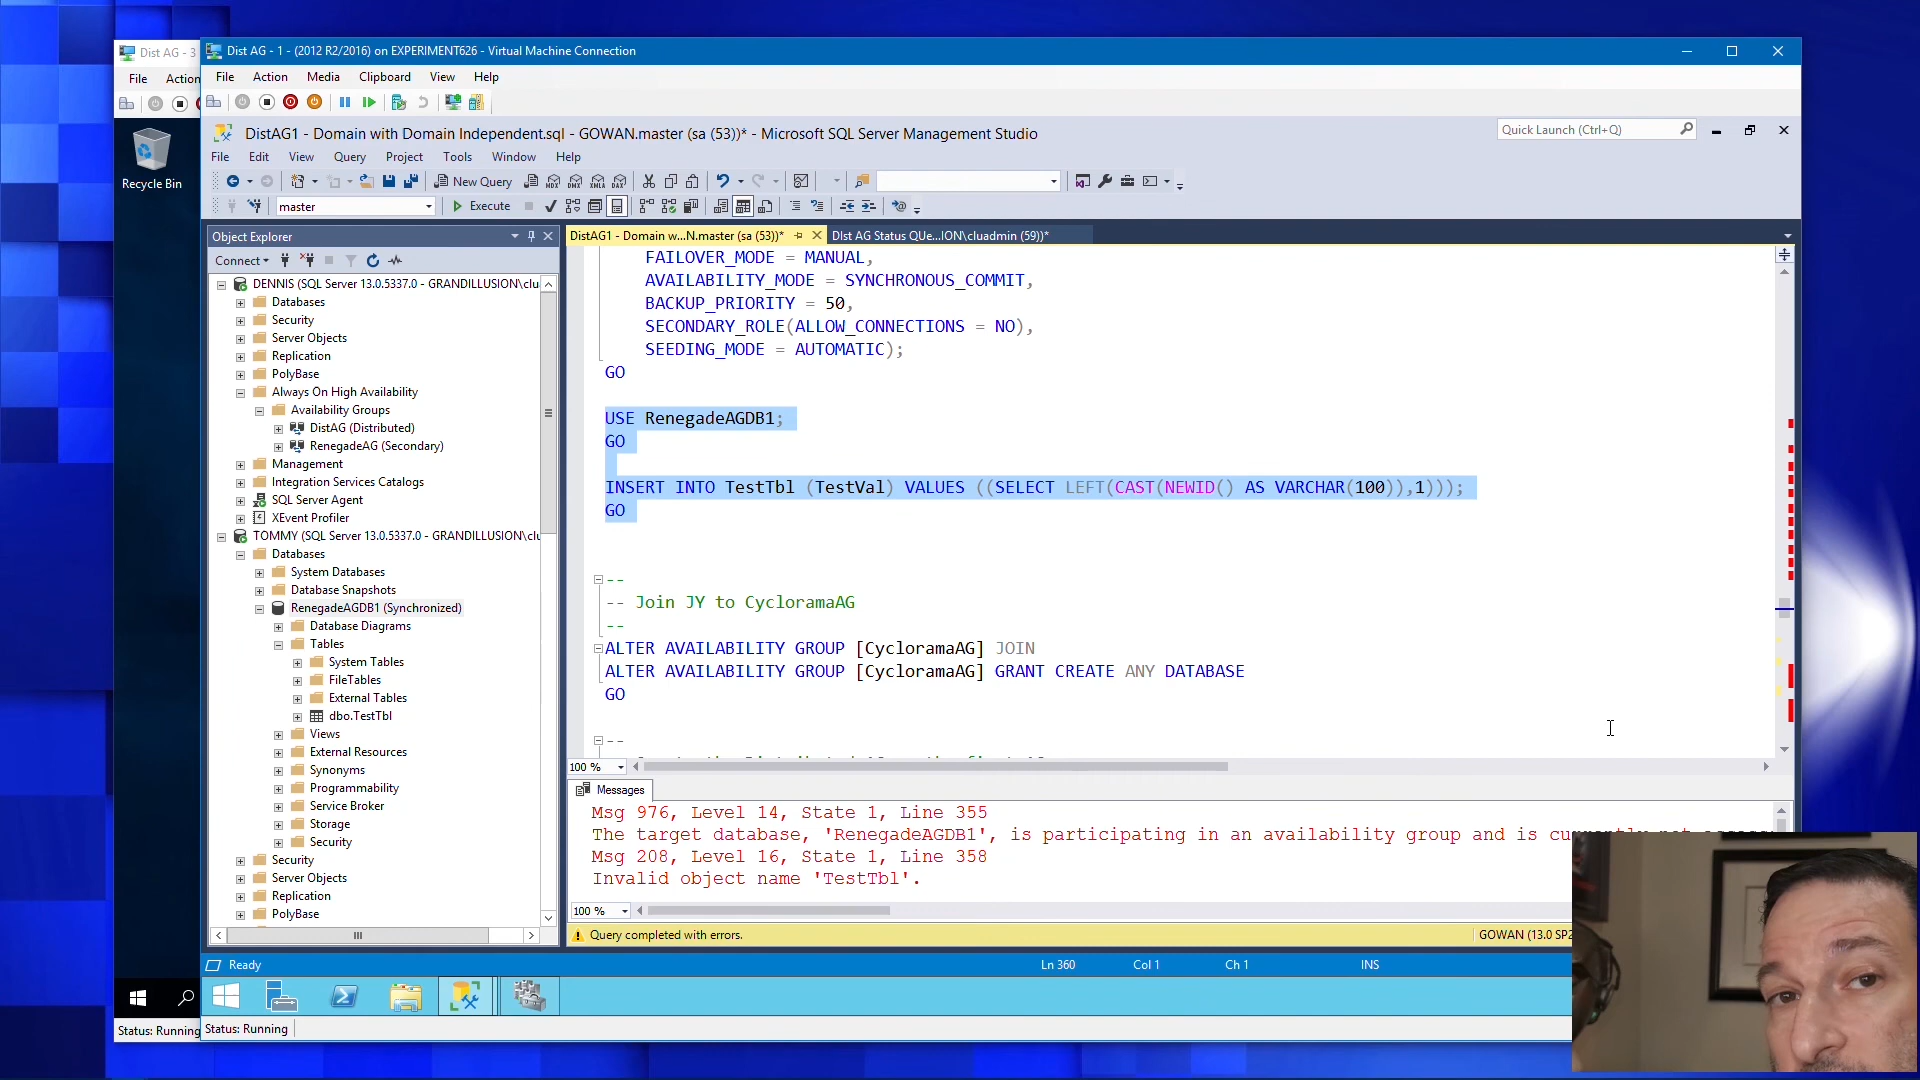 Dist AG - 3
File Action
Recycle Bin
Status: Running
Dist AG - 1 - (2012 R2/2016) on EXPERIMENT626 - Virtual Machine Connection
File Action Media Clipboard View Help
DistAG1 - Domain with Domain Independent.sql - GOWAN.master (sa (53))* - Microsoft SQL Server Management Studio
Quick Launch (Ctrl+Q)
File Edit View Query Project Tools Window Help
New Query
master
Execute
Object Explorer
Connect
DENNIS (SQL Server 13.0.5337.0 - GRANDILLUSION\clu
Databases
Security
Server Objects
Replication
PolyBase
Always On High Availability
Availability Groups
DistAG (Distributed)
RenegadeAG (Secondary)
Management
Integration Services Catalogs
SQL Server Agent
XEvent Profiler
TOMMY (SQL Server 13.0.5337.0 - GRANDILLUSION\clu
Databases
System Databases
Database Snapshots
RenegadeAGDB1 (Synchronized)
Database Diagrams
Tables
System Tables
FileTables
External Tables
dbo.TestTbl
Views
External Resources
Synonyms
Programmability
Service Broker
Storage
Security
Security
Server Objects
Replication
PolyBase
DistAG1 - Domain w...N.master (sa (53))*
DIst AG Status QUe...ION\cluadmin (59))*
FAILOVER_MODE = MANUAL,
AVAILABILITY_MODE = SYNCHRONOUS_COMMIT,
BACKUP_PRIORITY = 50,
SECONDARY_ROLE(ALLOW_CONNECTIONS = NO),
SEEDING_MODE = AUTOMATIC);
GO
USE RenegadeAGDB1;
GO
INSERT INTO TestTbl (TestVal) VALUES ((SELECT LEFT(CAST(NEWID() AS VARCHAR(100)),1)));
GO
--
-- Join JY to CycloramaAG
--
ALTER AVAILABILITY GROUP [CycloramaAG] JOIN
ALTER AVAILABILITY GROUP [CycloramaAG] GRANT CREATE ANY DATABASE
GO
--
100 %
Messages
Msg 976, Level 14, State 1, Line 355
The target database, 'RenegadeAGDB1', is participating in an availability group and is
Msg 208, Level 16, State 1, Line 358
Invalid object name 'TestTbl'.
100 %
Query completed with errors.
GOWAN (13.0 SP2
Ready
Ln 360 Col 1 Ch 1 INS
Status: Running